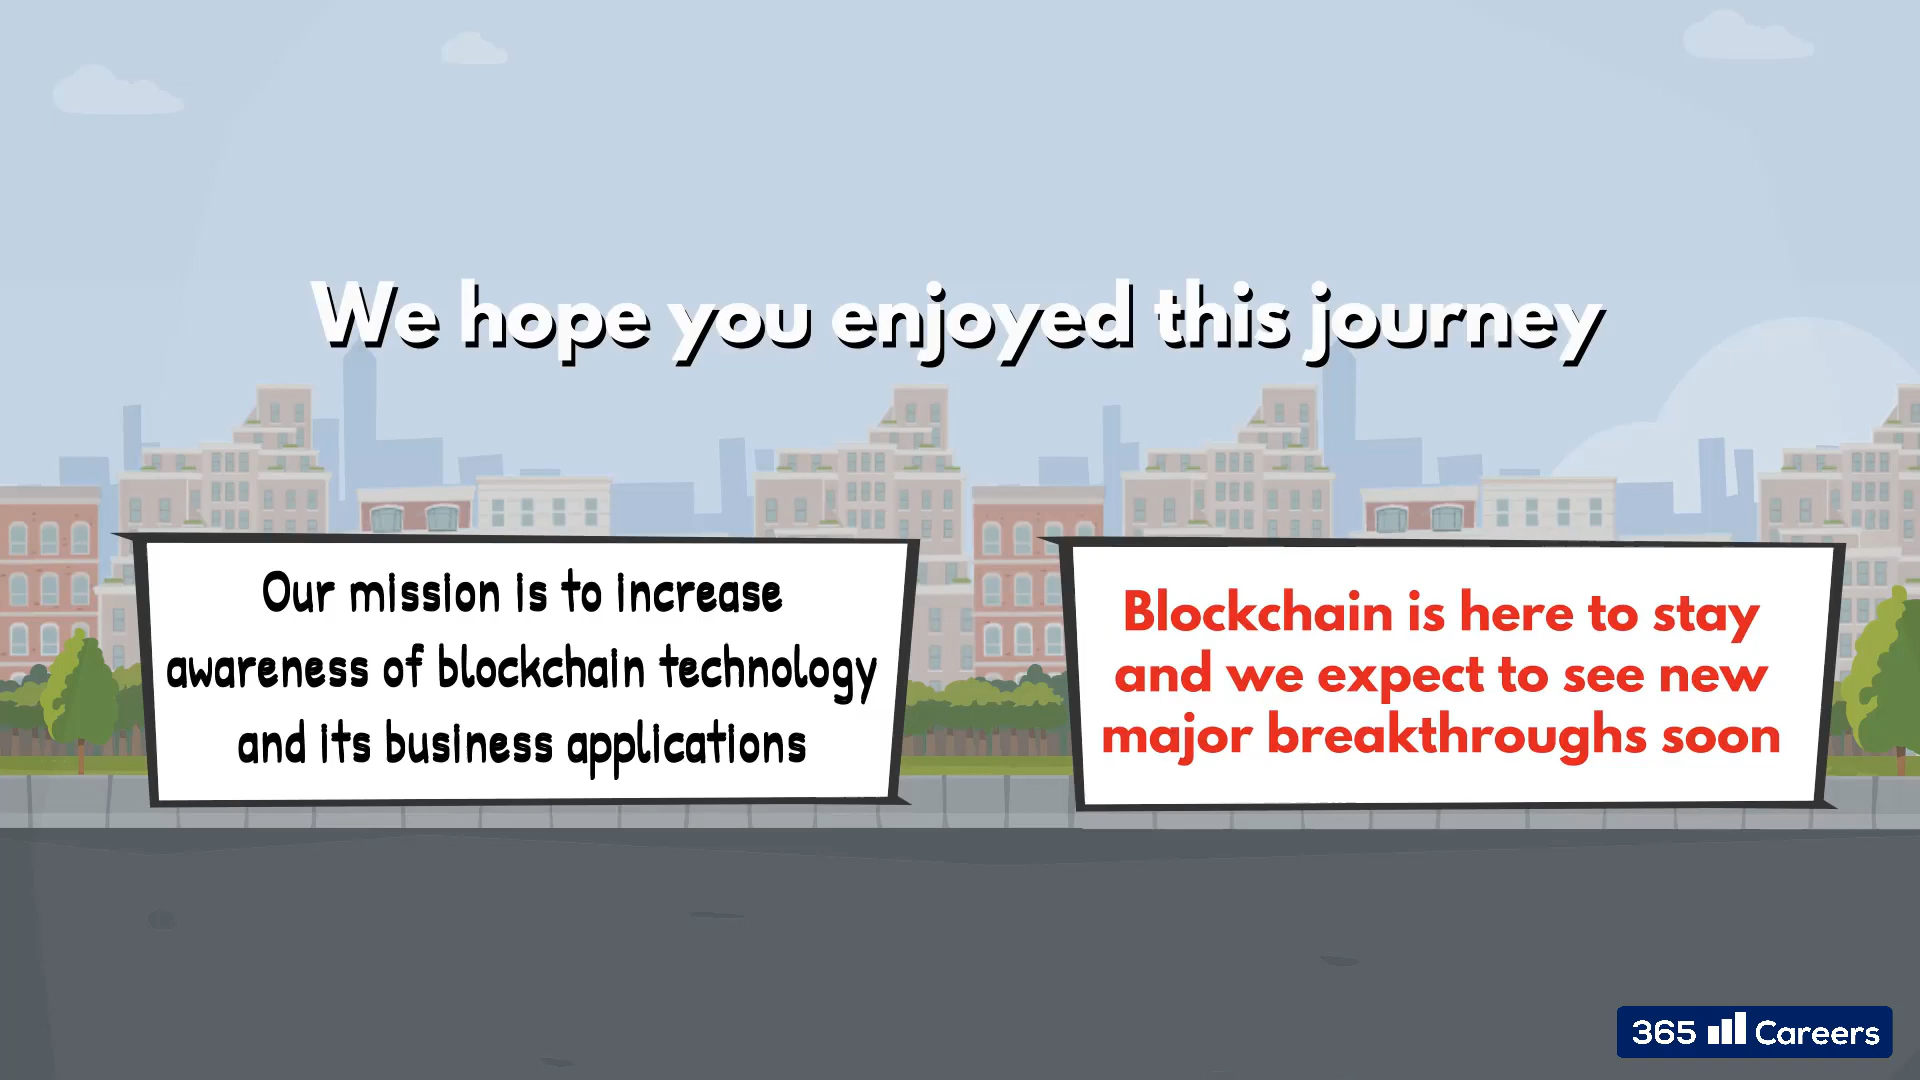 We hope you enjoyed this journey
Our mission is to increase
awareness of blockchain technology
and its business applications
Blockchain is here to stay
and we expect to see new
major breakthroughs soon
365 Careers